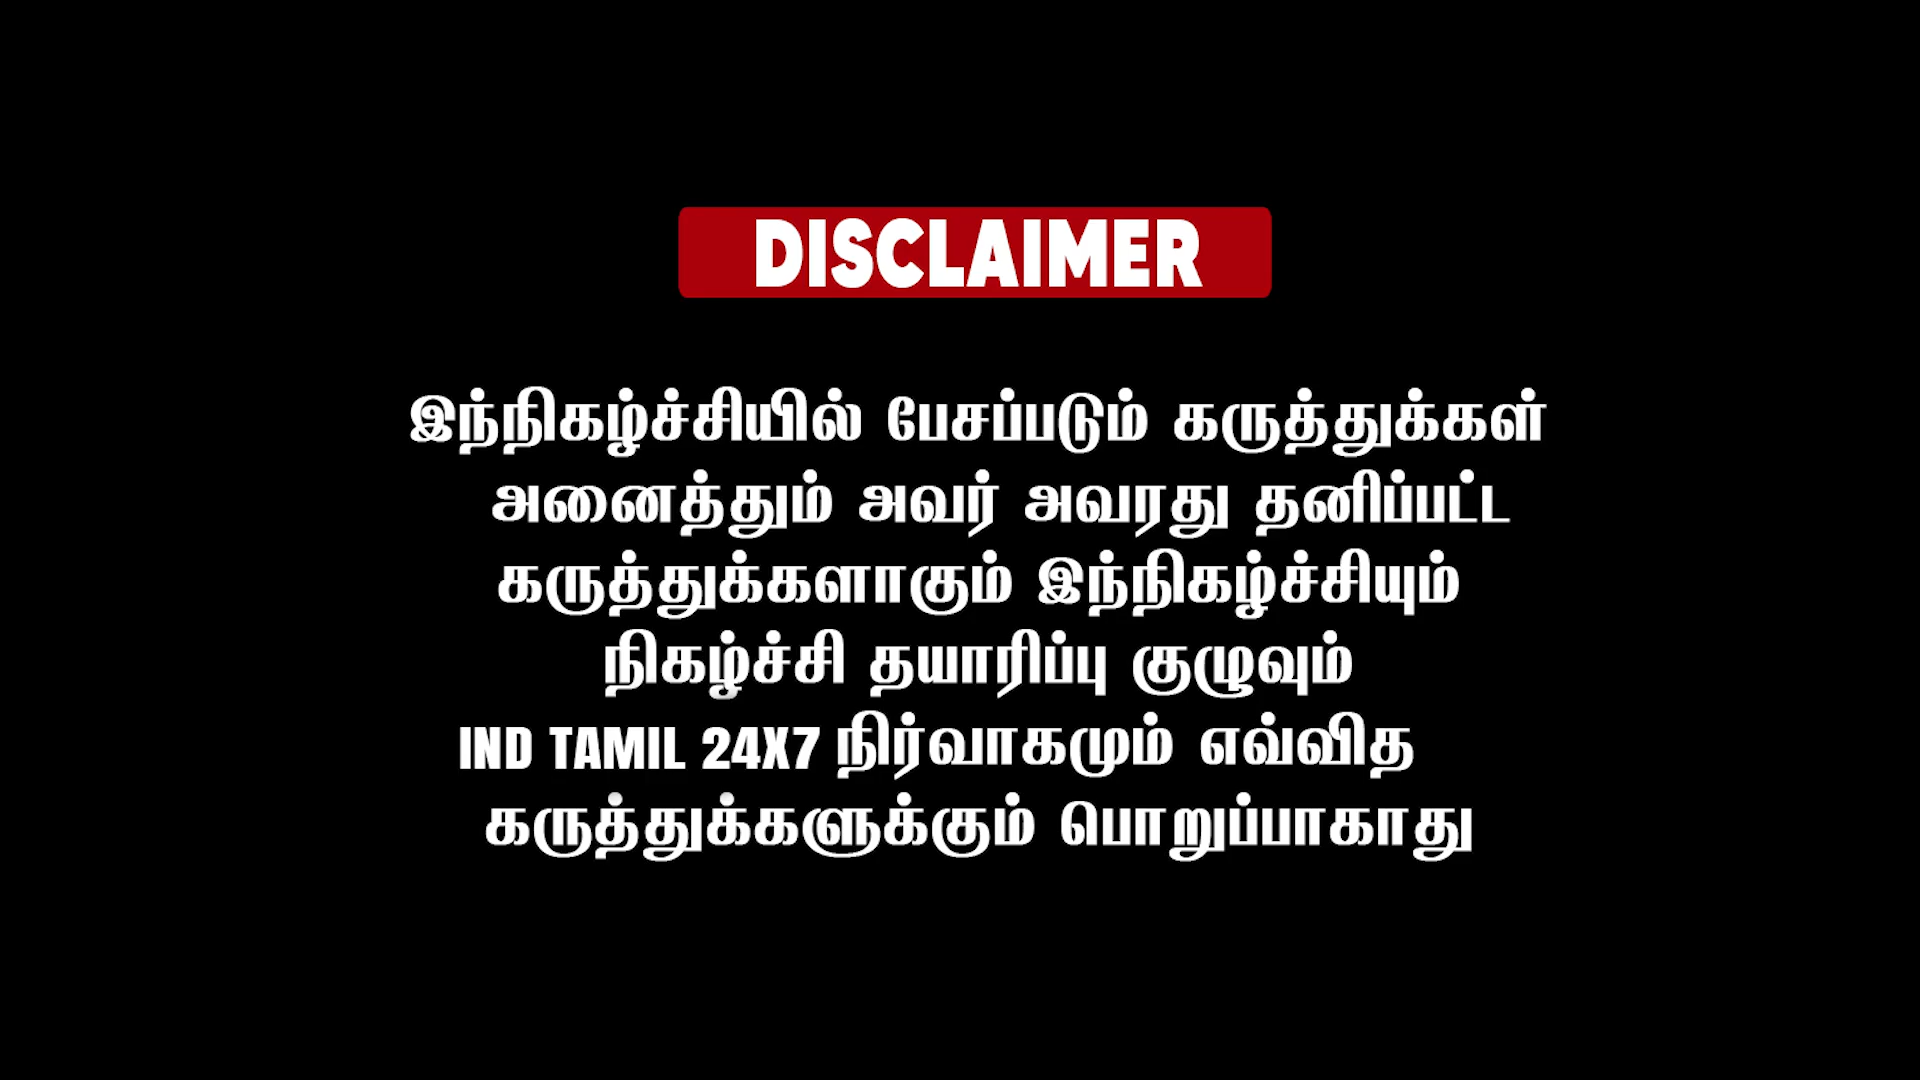 DISCLAIMER
இந்நிகழ்ச்சியில் பேசப்படும் கருத்துக்கள்
அனைத்தும் அவர் அவரது தனிப்பட்ட
கருத்துக்களாகும் இந்நிகழ்ச்சியும்
நிகழ்ச்சி தயாரிப்பு குழுவும்
IND TAMIL 24X7 நிர்வாகமும் எவ்வித
கருத்துக்களுக்கும் பொறுப்பாகாது